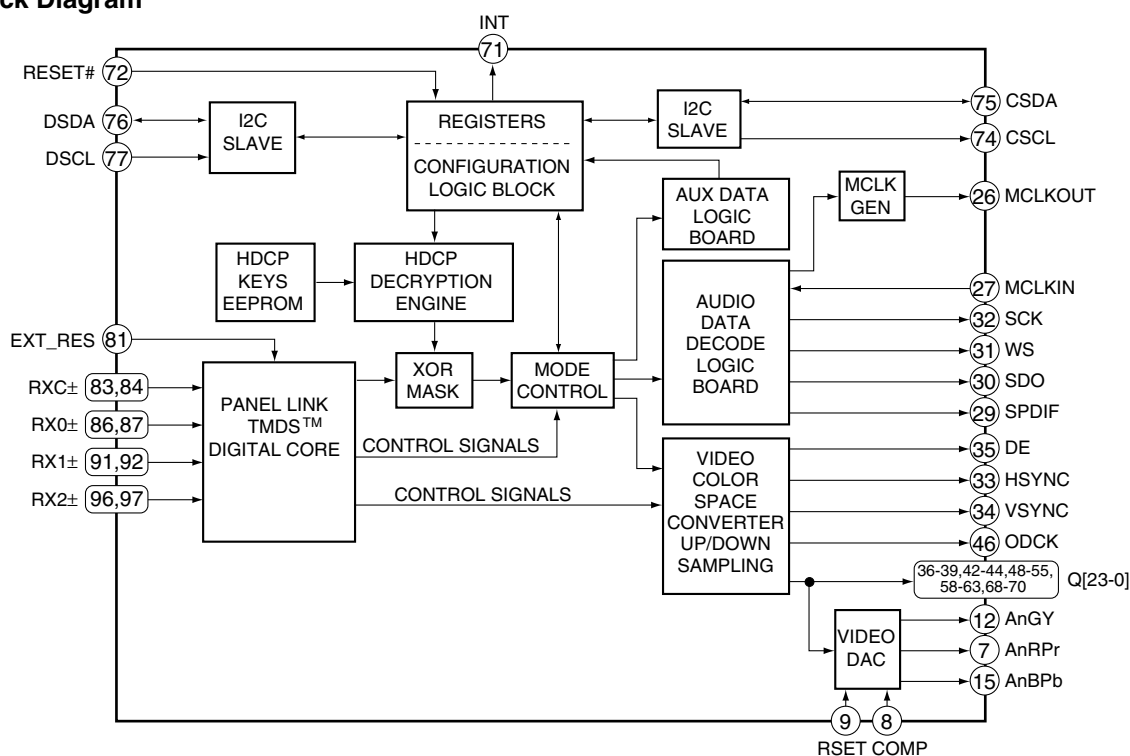 ck Diagram
INT
71
RESET# 72
DSDA 76
DSCL 77
I2C
SLAVE
REGISTERS
CONFIGURATION
LOGIC BLOCK
I2C
SLAVE
75 CSDA
74 CSCL
AUX DATA
LOGIC
BOARD
MCLK
GEN
26 MCLKOUT
HDCP
KEYS
EEPROM
HDCP
DECRYPTION
ENGINE
AUDIO
DATA
DECODE
LOGIC
BOARD
27 MCLKIN
32 SCK
31 WS
30 SDO
29 SPDIF
EXT_RES 81
RXC± 83,84
RX0± 86,87
RX1± 91,92
RX2± 96,97
PANEL LINK
TMDS™
DIGITAL CORE
XOR
MASK
MODE
CONTROL
CONTROL SIGNALS
CONTROL SIGNALS
VIDEO
COLOR
SPACE
CONVERTER
UP/DOWN
SAMPLING
35 DE
33 HSYNC
34 VSYNC
46 ODCK
36-39,42-44,48-55,
58-63,68-70
Q[23-0]
VIDEO
DAC
12 AnGY
7 AnRPr
15 AnBPb
9 8
RSET COMP